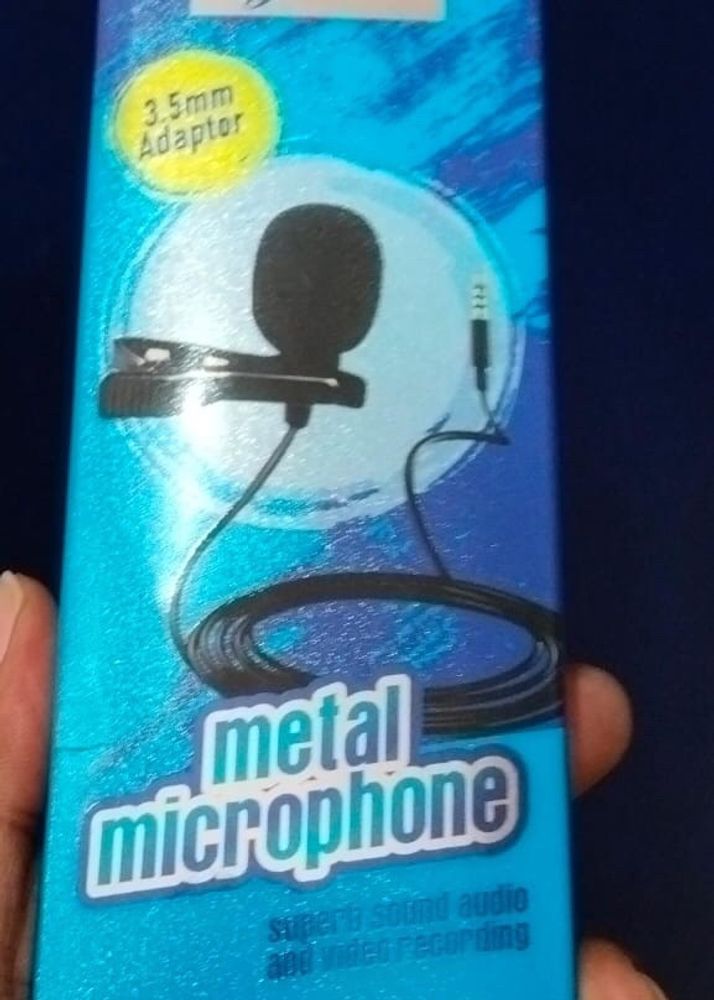 3.5mm
Adaptor
metal
microphone
superb sound audio
and video recording